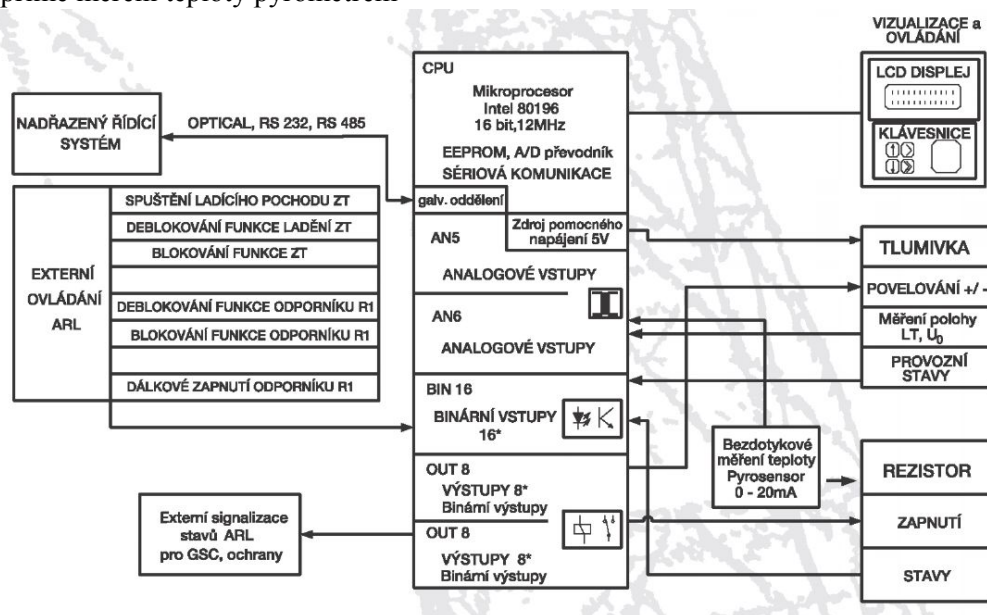 přímé měření teploty pyrometrem
VIZUALIZACE a
OVLÁDÁNÍ
LCD DISPLEJ
KLÁVESNICE
NADŘAZENÝ ŘÍDÍCÍ
SYSTÉM
OPTICAL, RS 232, RS 485
CPU
Mikroprocesor
Intel 80196
16 bit,12MHz
EEPROM, A/D převodník
SÉRIOVÁ KOMUNIKACE
galv. oddělení
Zdroj pomocného
napájení 5V
AN5
ANALOGOVÉ VSTUPY
AN6
ANALOGOVÉ VSTUPY
BIN 16
BINÁRNÍ VSTUPY
16*
OUT 8
VÝSTUPY 8*
Binární výstupy
OUT 8
VÝSTUPY 8*
Binární výstupy
EXTERNÍ
OVLÁDÁNÍ
ARL
SPUŠTĚNÍ LADÍCÍHO POCHODU ZT
DEBLOKOVÁNÍ FUNKCE LADĚNÍ ZT
BLOKOVÁNÍ FUNKCE ZT
DEBLOKOVÁNÍ FUNKCE ODPORNÍKU R1
BLOKOVÁNÍ FUNKCE ODPORNÍKU R1
DÁLKOVÉ ZAPNUTÍ ODPORNÍKU R1
Externí signalizace
stavů ARL
pro GSC, ochrany
TLUMIVKA
POVELOVÁNÍ +/ -
Měření polohy
LT, U0
PROVOZNÍ
STAVY
Bezdotykové
měření teploty
Pyrosensor
0 - 20mA
REZISTOR
ZAPNUTÍ
STAVY